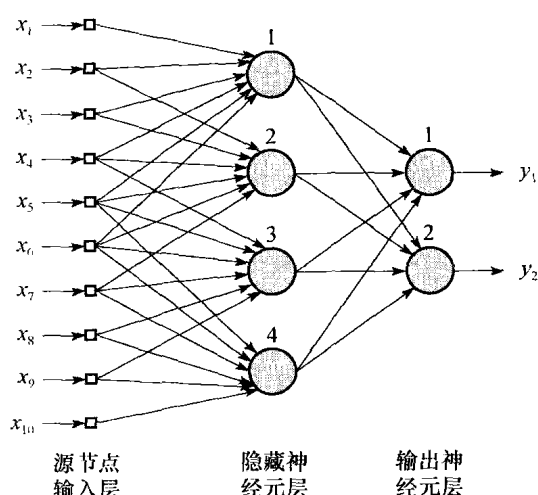 x₁
x₂
x₃
x₄
x₅
x₆
x₇
x₈
x₉
x₁₀
1
2
3
4
1
2
y₁
y₂
源节点
输入层
隐藏神
经元层
输出神
经元层